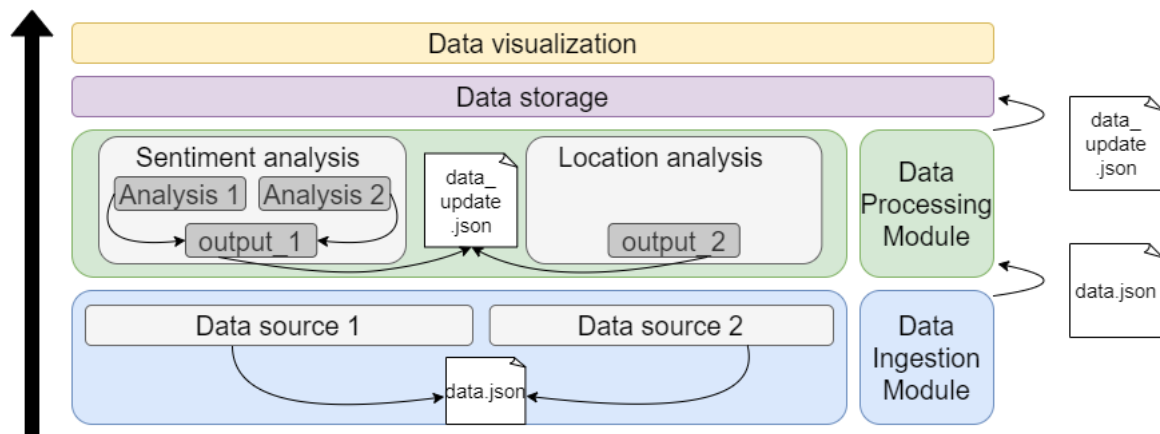 Data visualization
Data storage
Sentiment analysis
Analysis 1
Analysis 2
output_1
data_
update
.json
Location analysis
output_2
Data
Processing
Module
data_
update
.json
data.json
Data source 1
Data source 2
data.json
Data
Ingestion
Module